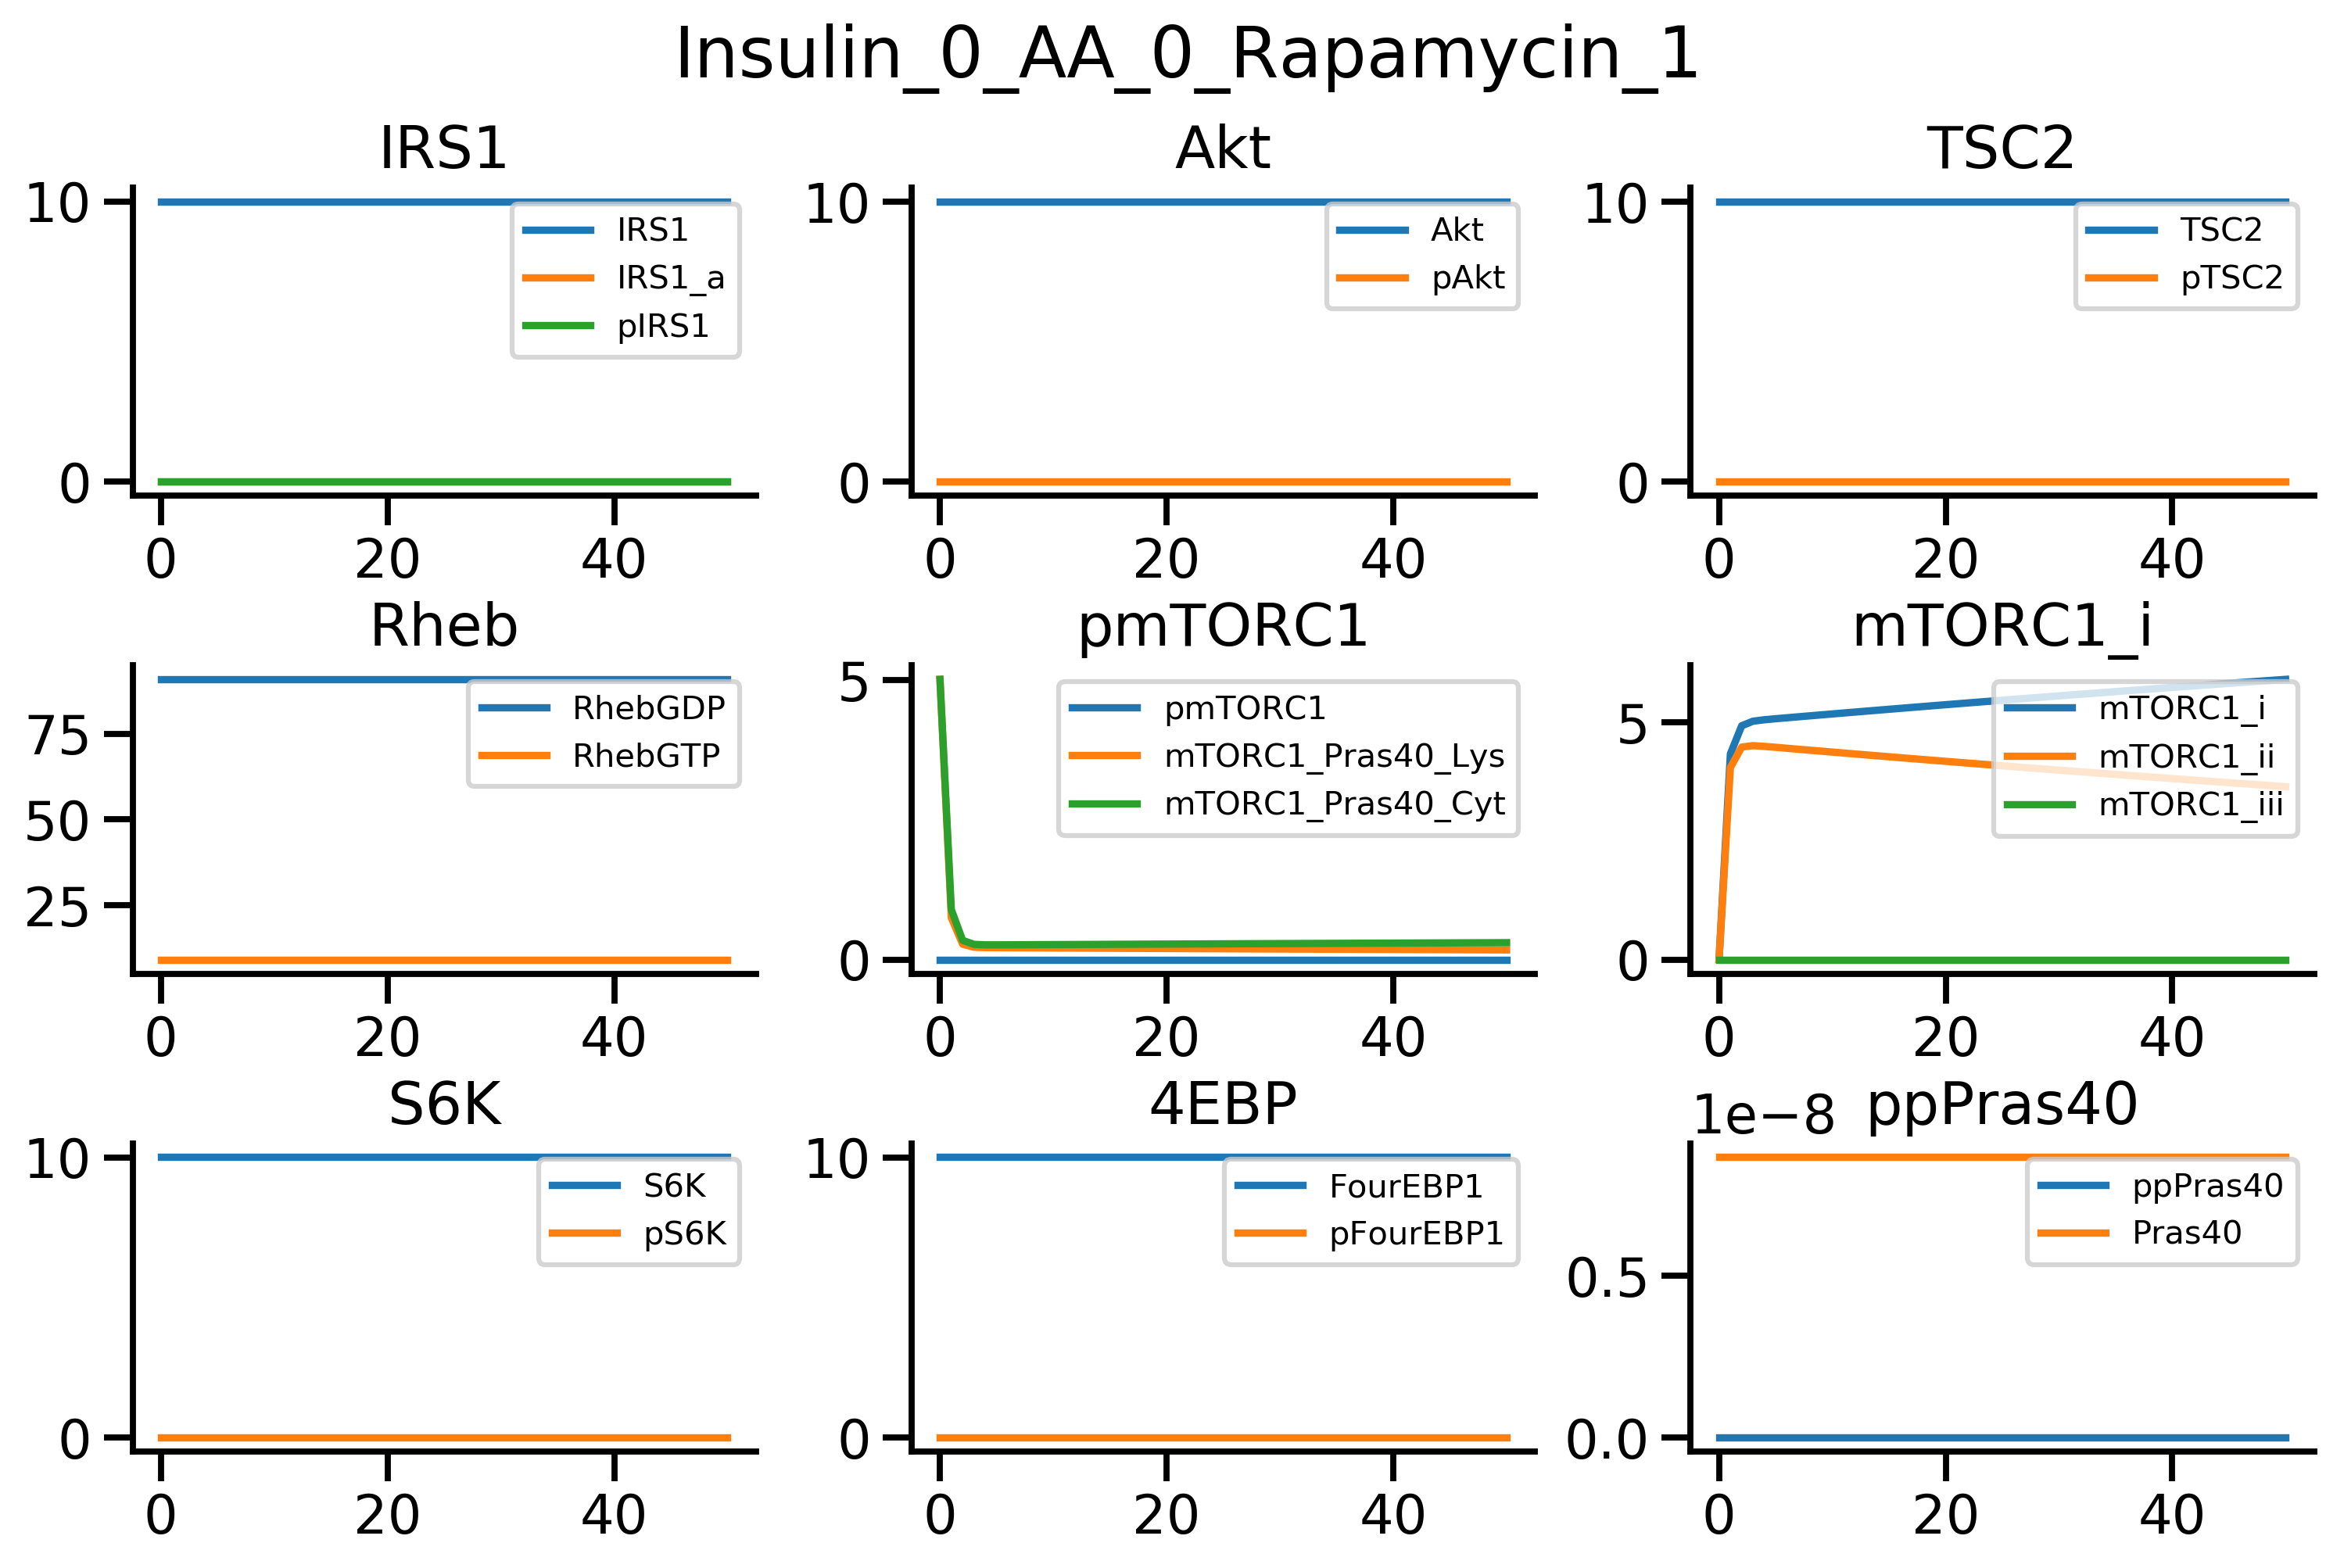 Insulin_0_AA_0_Rapamycin_1
IRS1
10
0
0 20 40
IRS1
IRS1_a
pIRS1
Akt
10
0
0 20 40
Akt
pAkt
TSC2
10
0
0 20 40
TSC2
pTSC2
Rheb
75
50
25
0 20 40
RhebGDP
RhebGTP
pmTORC1
5
0
0 20 40
pmTORC1
mTORC1_Pras40_Lys
mTORC1_Pras40_Cyt
mTORC1_i
5
0
0 20 40
mTORC1_i
mTORC1_ii
mTORC1_iii
S6K
10
0
0 20 40
S6K
pS6K
4EBP
10
0
0 20 40
FourEBP1
pFourEBP1
1e−8 ppPras40
0.5
0.0
0 20 40
ppPras40
Pras40